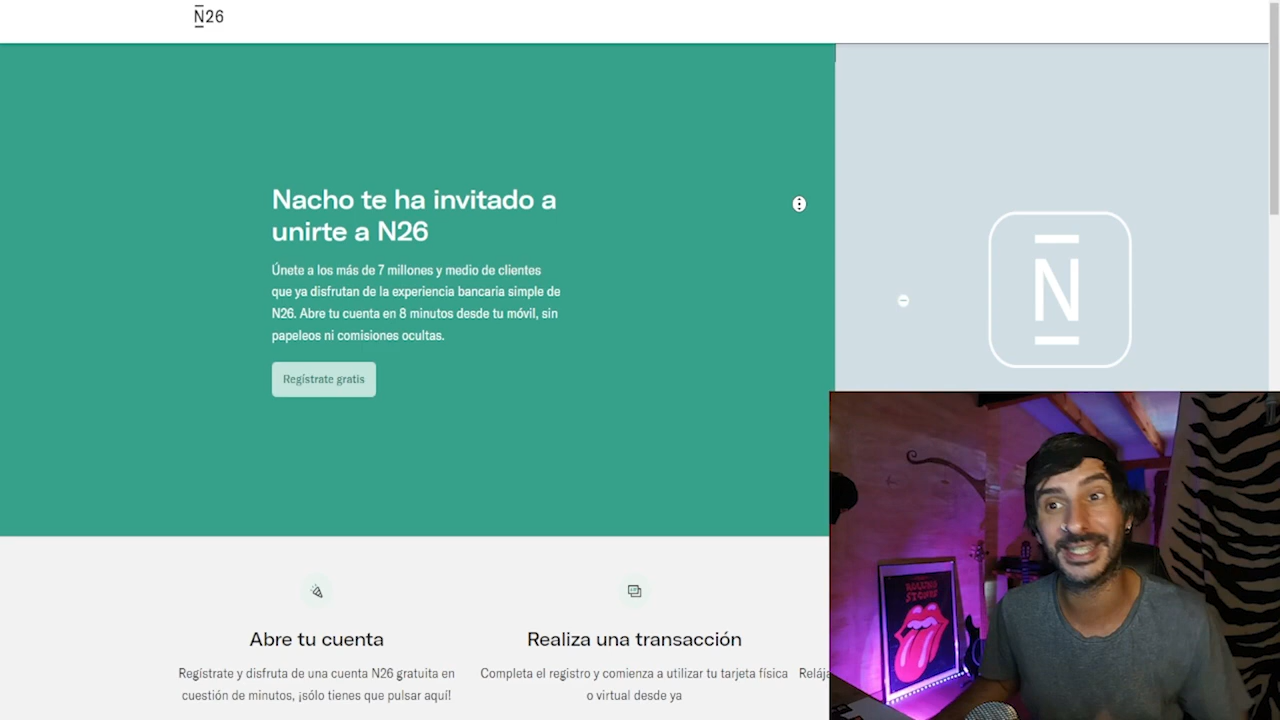 N26
Nacho te ha invitado a
unirte a N26
Únete a los más de 7 millones y medio de clientes
que ya disfrutan de la experiencia bancaria simple de
N26. Abre tu cuenta en 8 minutos desde tu móvil, sin
papeleos ni comisiones ocultas.
Regístrate gratis
N
Abre tu cuenta
Regístrate y disfruta de una cuenta N26 gratuita en
cuestión de minutos, ¡sólo tienes que pulsar aquí!
Realiza una transacción
Completa el registro y comienza a utilizar tu tarjeta física
o virtual desde ya
Relája
ROLLING
STONES